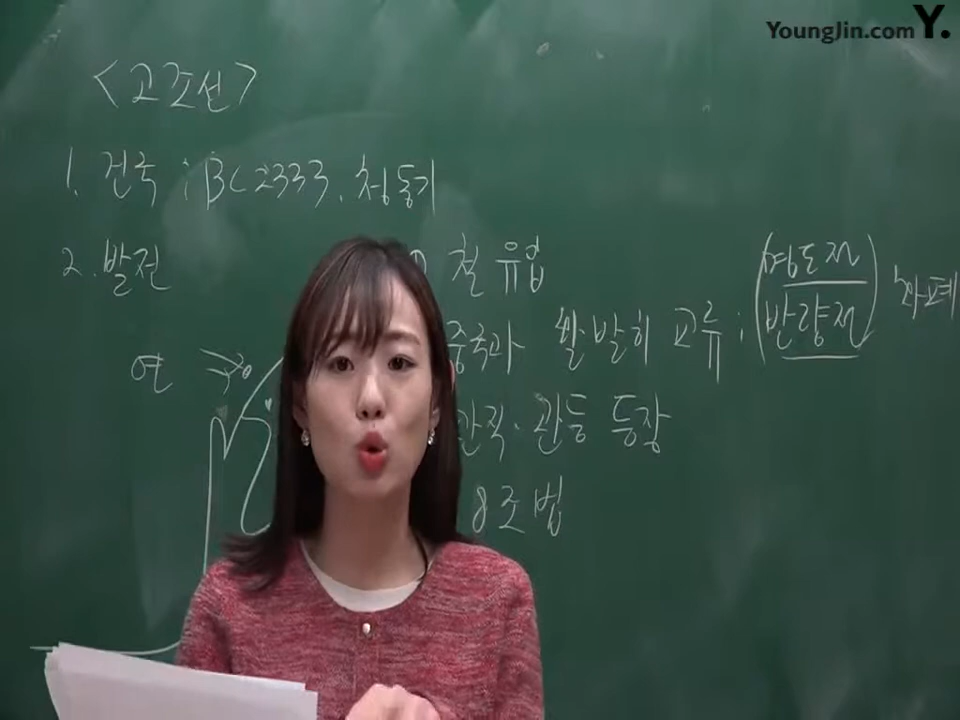 YoungJin.com Y.
<고조선>
1. 건국 : BC 2333. 청동기
2. 발전
철 유입
중국과 활발히 교류 : (명도전 화폐
반량전)
관직. 관등 등장
연
8조법